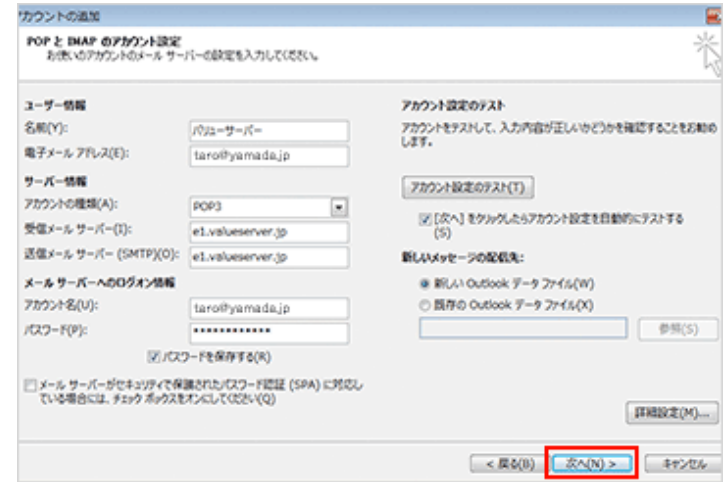 カウントの追加
POP と IMAP のアカウント設定
お使いのアカウントのメール サーバーの設定を入力してください。
ユーザー情報
名前(Y):
バリューサーバー
電子メール アドレス(E):
taro@yamada.jp
サーバー情報
アカウントの種類(A):
POP3
受信メール サーバー(I):
e1.valueserver.jp
送信メール サーバー (SMTP)(O):
e1.valueserver.jp
メール サーバーへのログオン情報
アカウント名(U):
taro@yamada.jp
パスワード(P):
************
パスワードを保存する(R)
メール サーバーがセキュリティで保護されたパスワード認証 (SPA) に対応し
ている場合には、チェック ボックスをオンにしてください(Q)
アカウント設定のテスト
アカウントをテストして、入力内容が正しいかどうかを確認することをお勧め
します。
アカウント設定のテスト(T)
[次へ] をクリックしたらアカウント設定を自動的にテストする
(S)
新しいメッセージの配信先:
新しい Outlook データ ファイル(W)
既存の Outlook データ ファイル(X)
参照(S)
詳細設定(M)...
< 戻る(B)
次へ(N) >
キャンセル